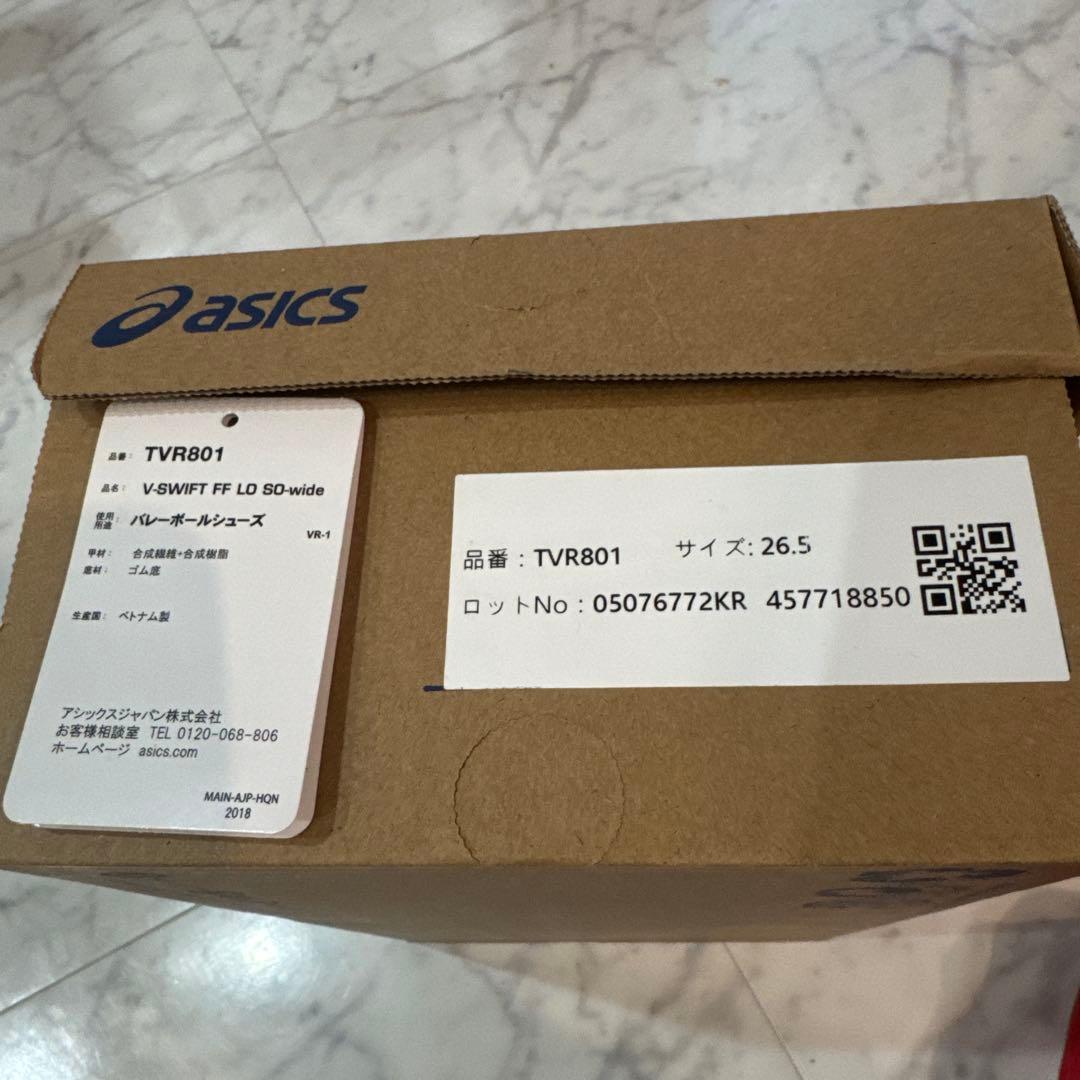 asics
品番： TVR801
品名： V-SWIFT FF LO SO-wide
使用用途： バレーボールシューズ
VR-1
甲材： 合成繊維+合成樹脂
底材： ゴム底
生産国： ベトナム製
アシックスジャパン株式会社
お客様相談室 TEL 0120-068-806
ホームページ asics.com
MAIN-AJP-HQN
2018
品番：TVR801 サイズ: 26.5
ロットNo：05076772KR 457718850